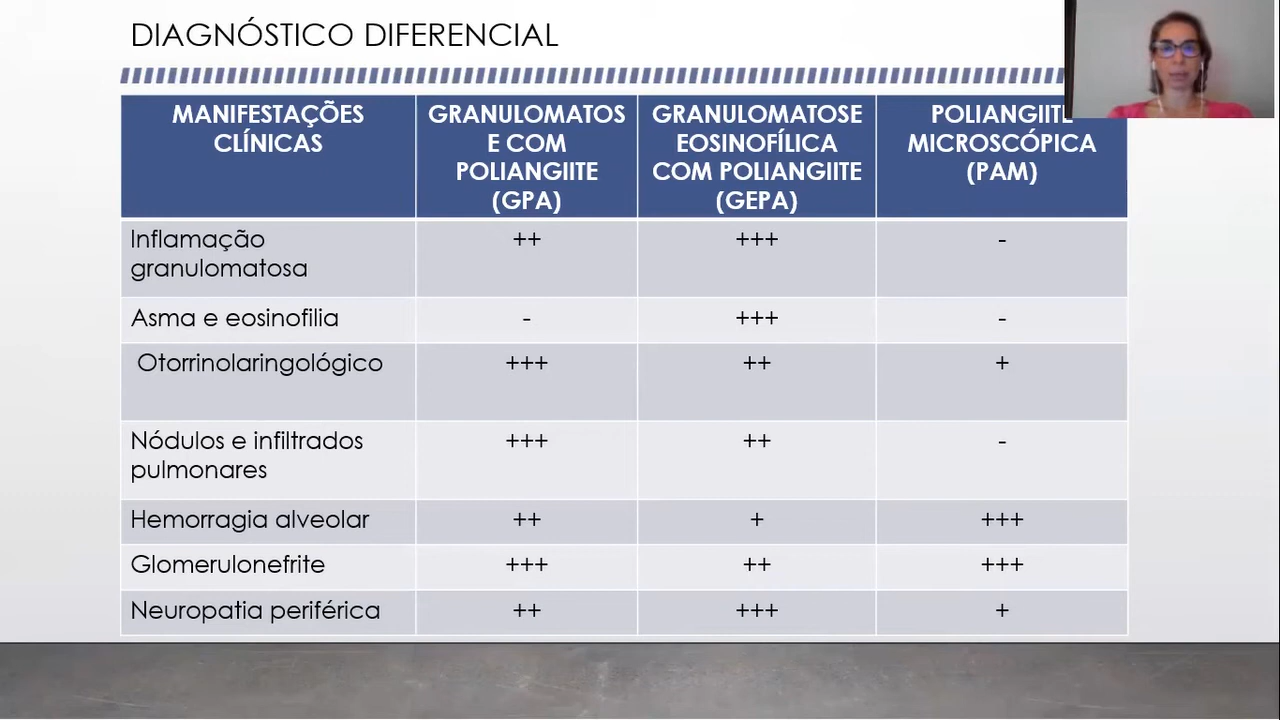 DIAGNÓSTICO DIFERENCIAL
MANIFESTAÇÕES
CLÍNICAS
GRANULOMATOS
E COM
POLIANGIITE
(GPA)
GRANULOMATOSE
EOSINOFÍLICA
COM POLIANGIITE
(GEPA)
POLIANGIITE
MICROSCÓPICA
(PAM)
Inflamação
granulomatosa
++
+++
-
Asma e eosinofilia
-
+++
-
Otorrinolaringológico
+++
++
+
Nódulos e infiltrados
pulmonares
+++
++
-
Hemorragia alveolar
++
+
+++
Glomerulonefrite
+++
++
+++
Neuropatia periférica
++
+++
+